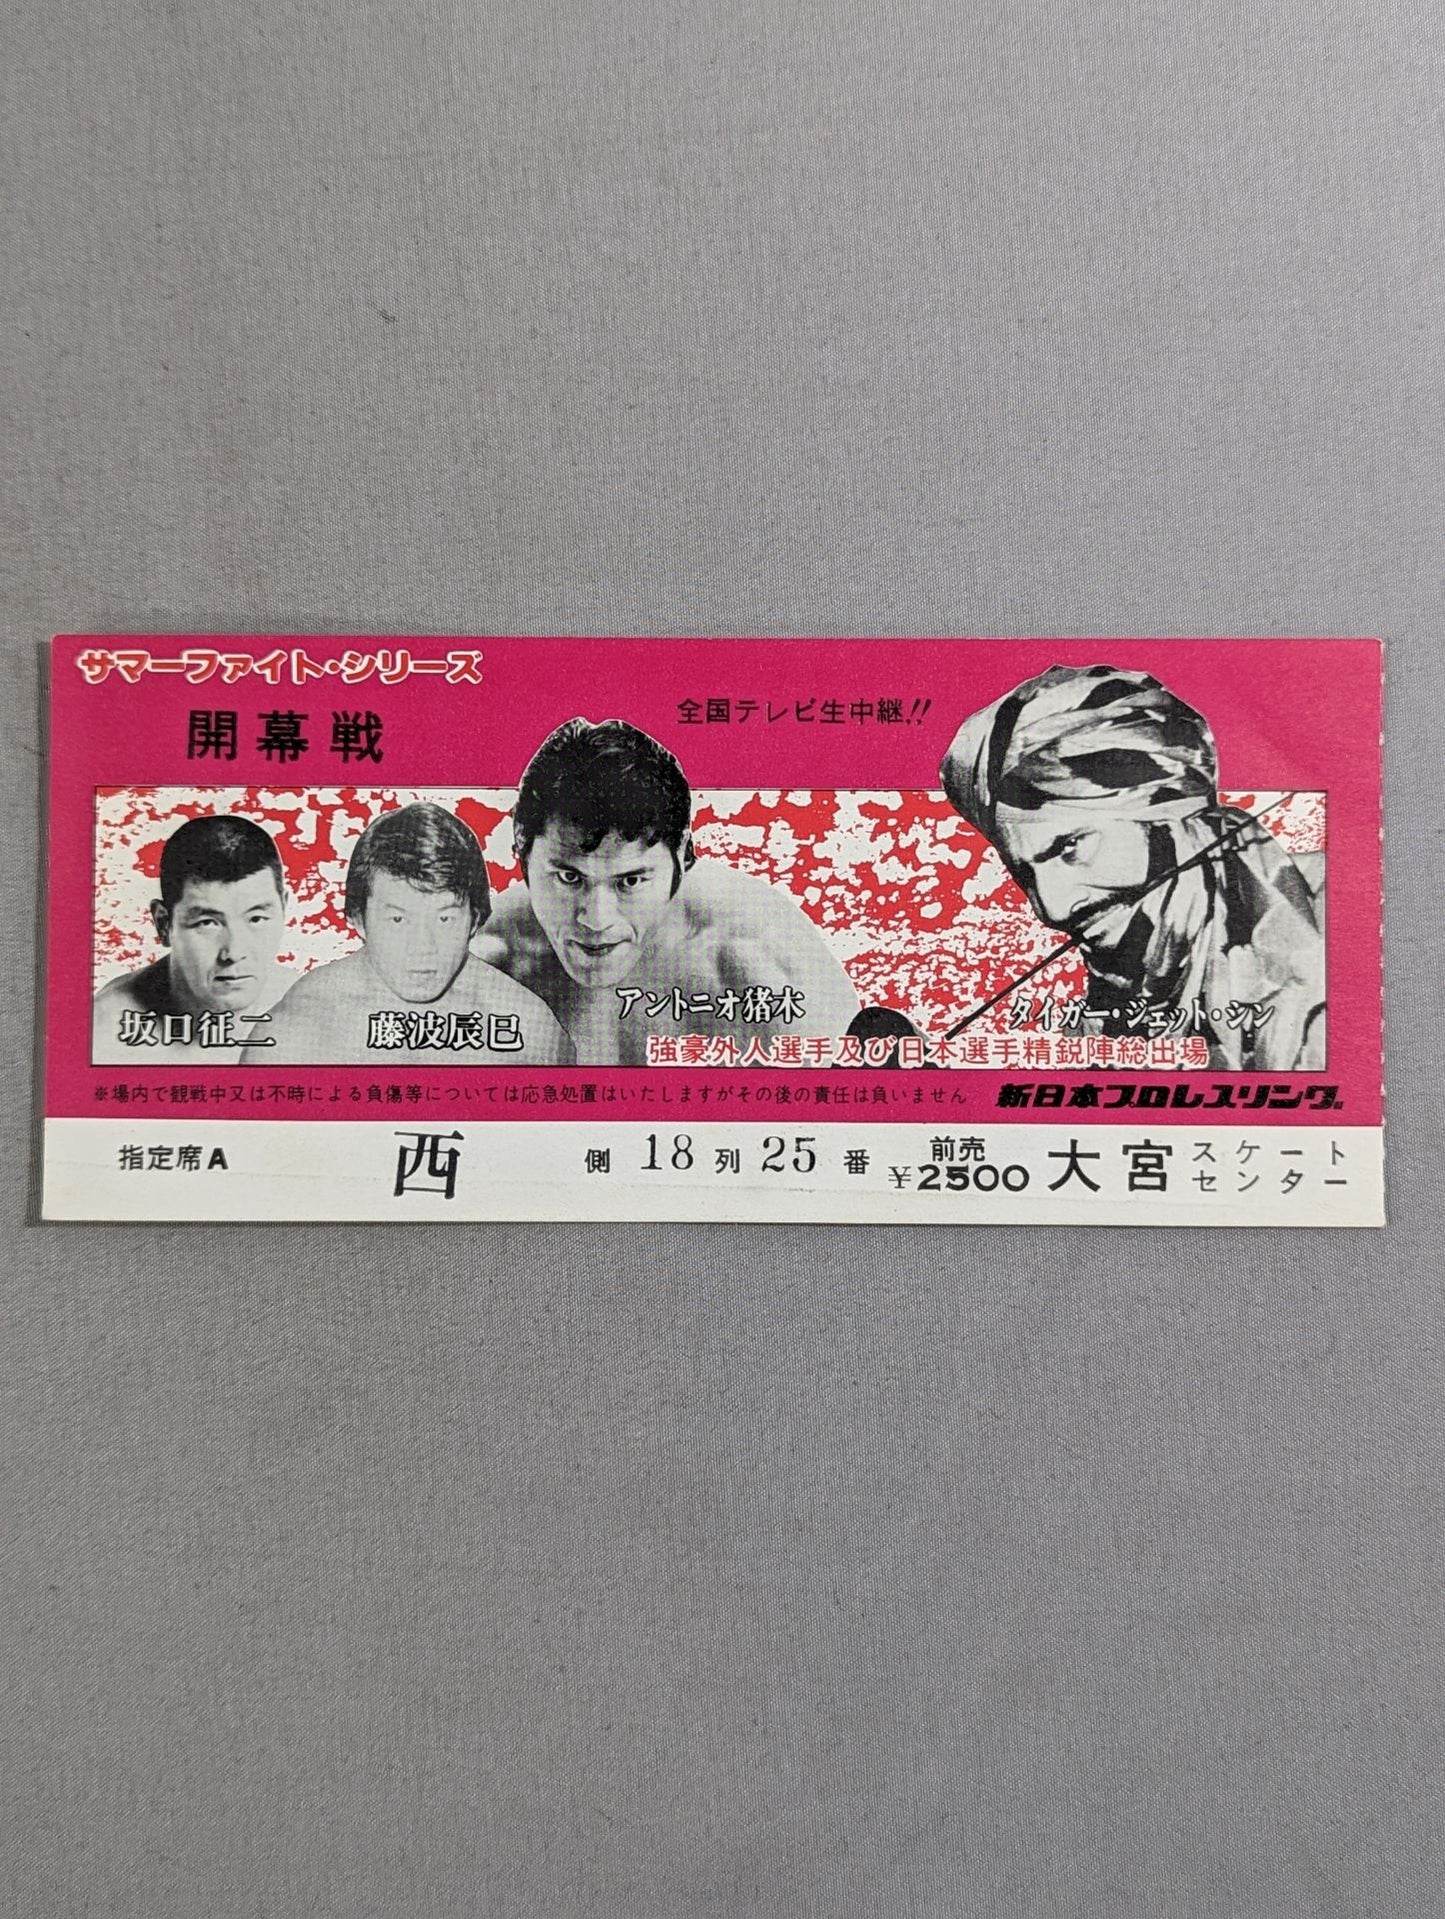 サマーファイト・シリーズ
開幕戦
全国テレビ生中継!!
坂口征二
藤波辰巳
アントニオ猪木
タイガー・ジェット・シン
強豪外人選手及び日本選手精鋭陣総出場
※場内で観戦中又は不時による負傷等については応急処置はいたしますがその後の責任は負いません
新日本プロレスリング㈱
指定席A 西 側 18 列 25 番 前売 ¥2500 大宮スケートセンター